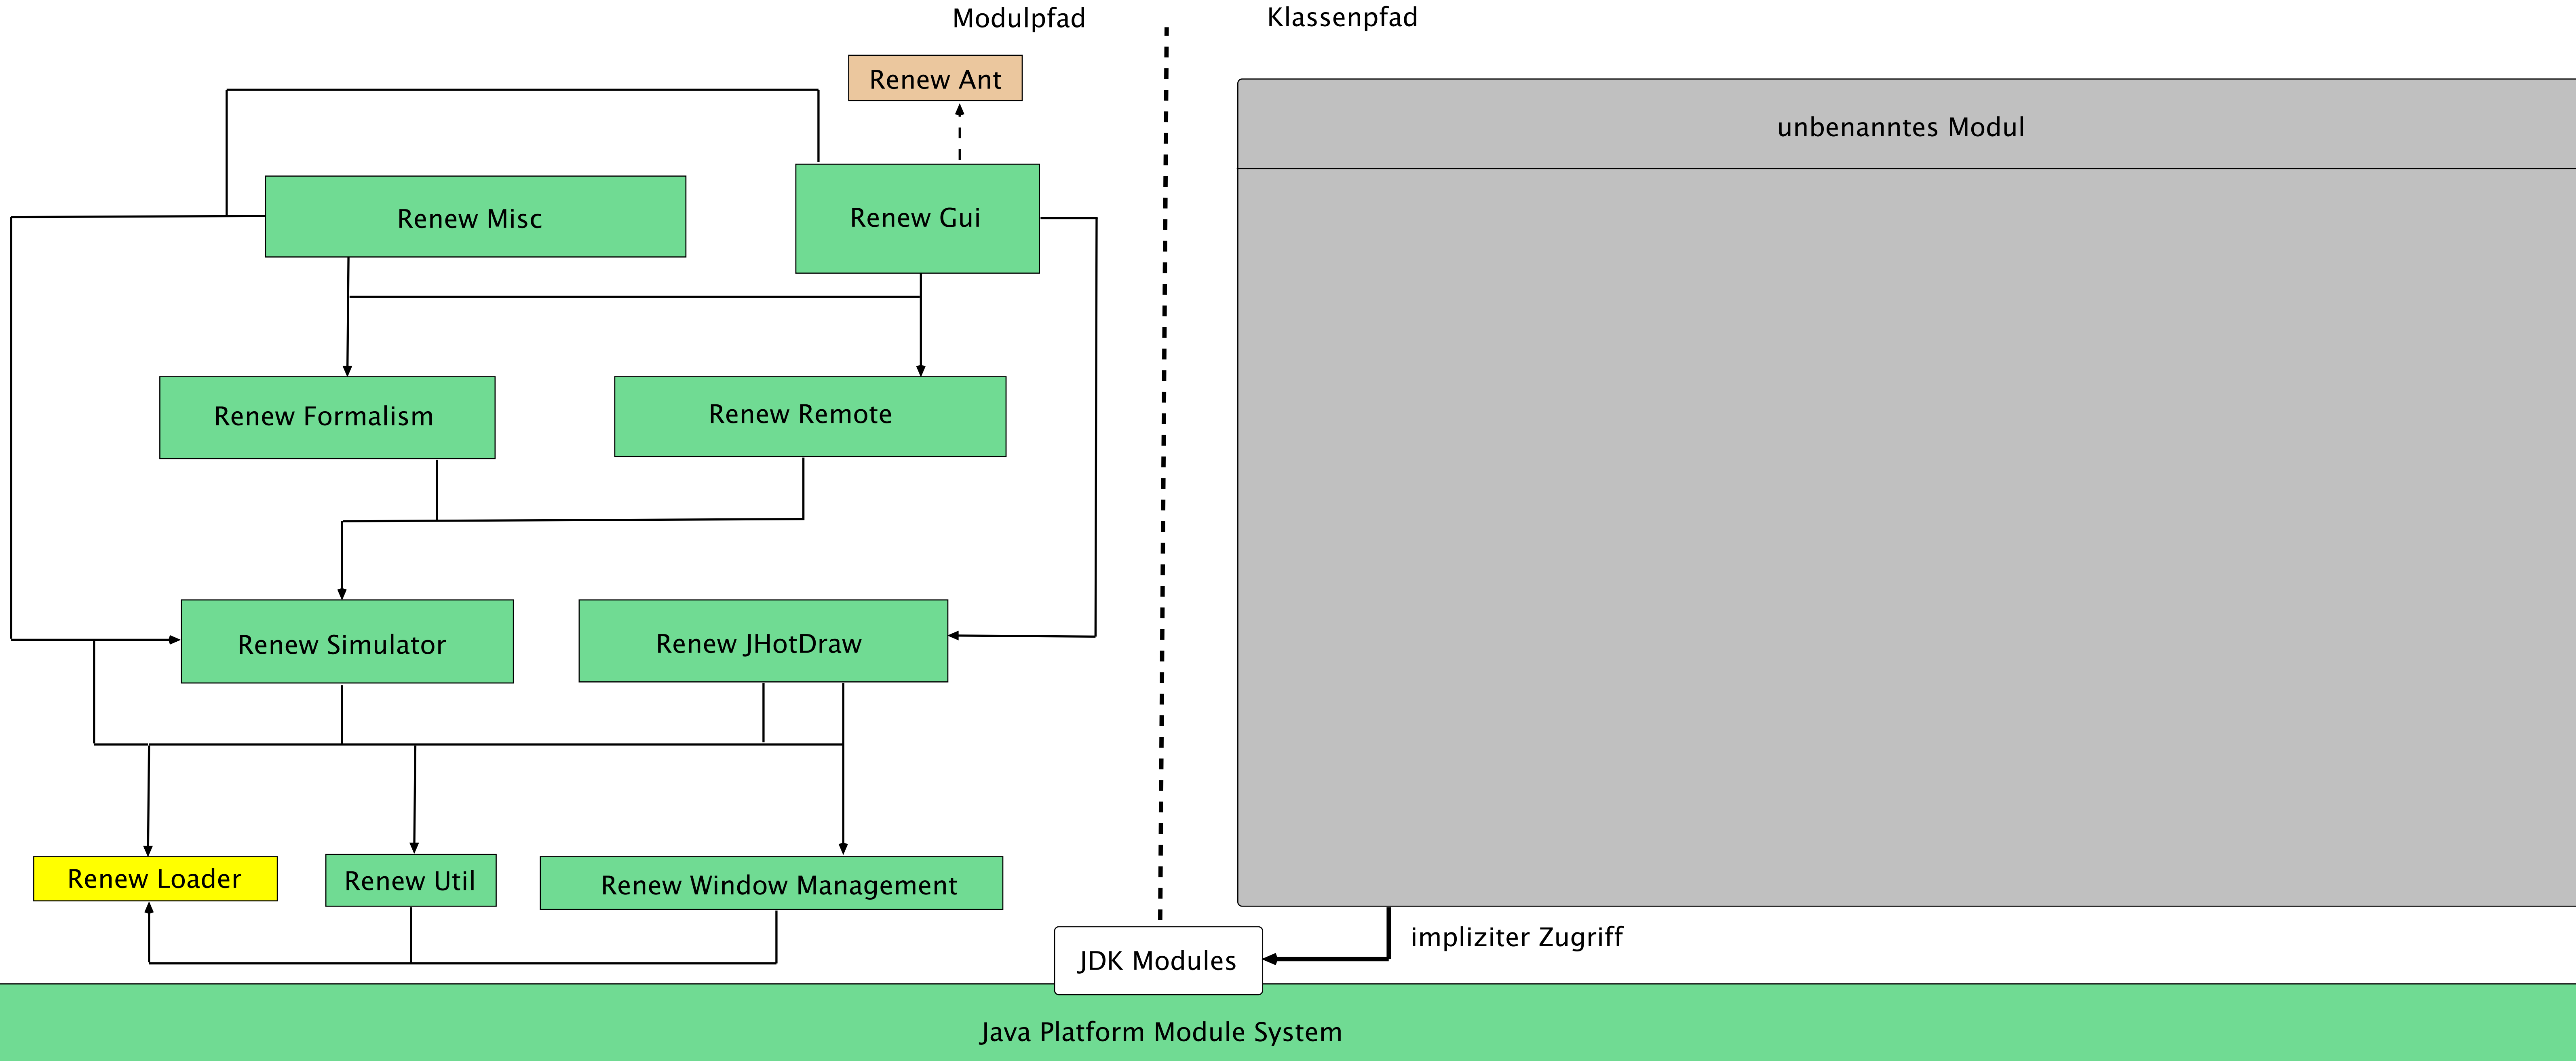 Modulpfad
Klassenpfad
Renew Ant
unbenanntes Modul
Renew Misc
Renew Gui
Renew Formalism
Renew Remote
Renew Simulator
Renew JHotDraw
Renew Loader
Renew Util
Renew Window Management
impliziter Zugriff
JDK Modules
Java Platform Module System